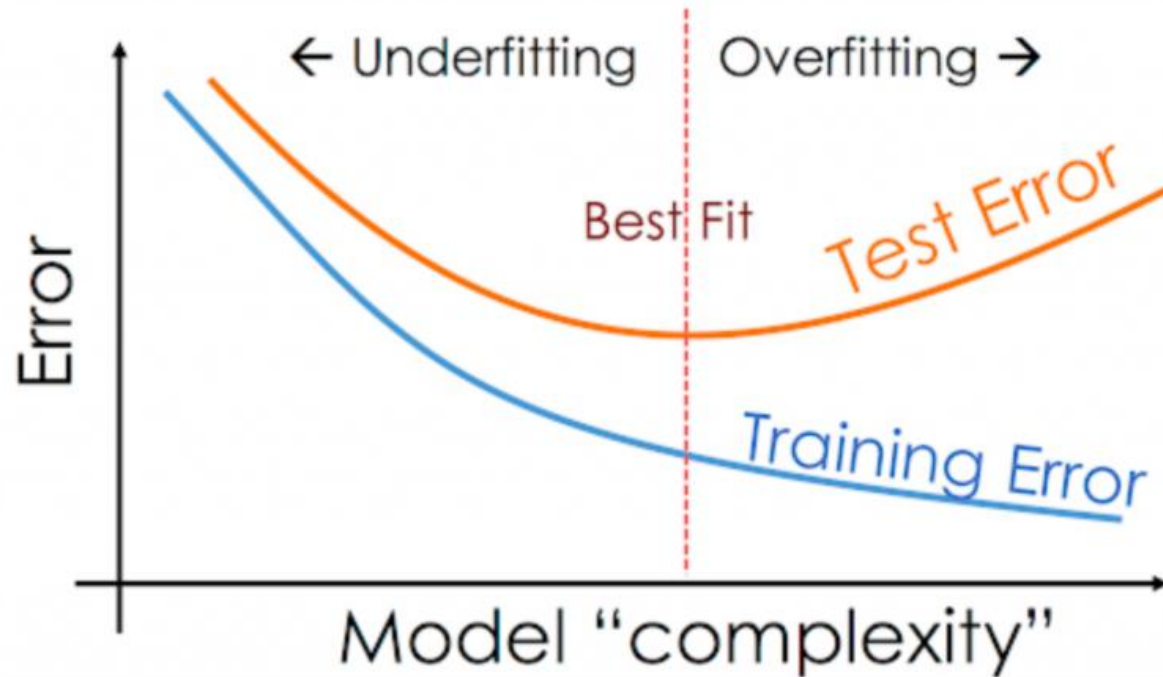 ← Underfitting
Overfitting →
Best Fit
Test Error
Error
Training Error
Model “complexity”